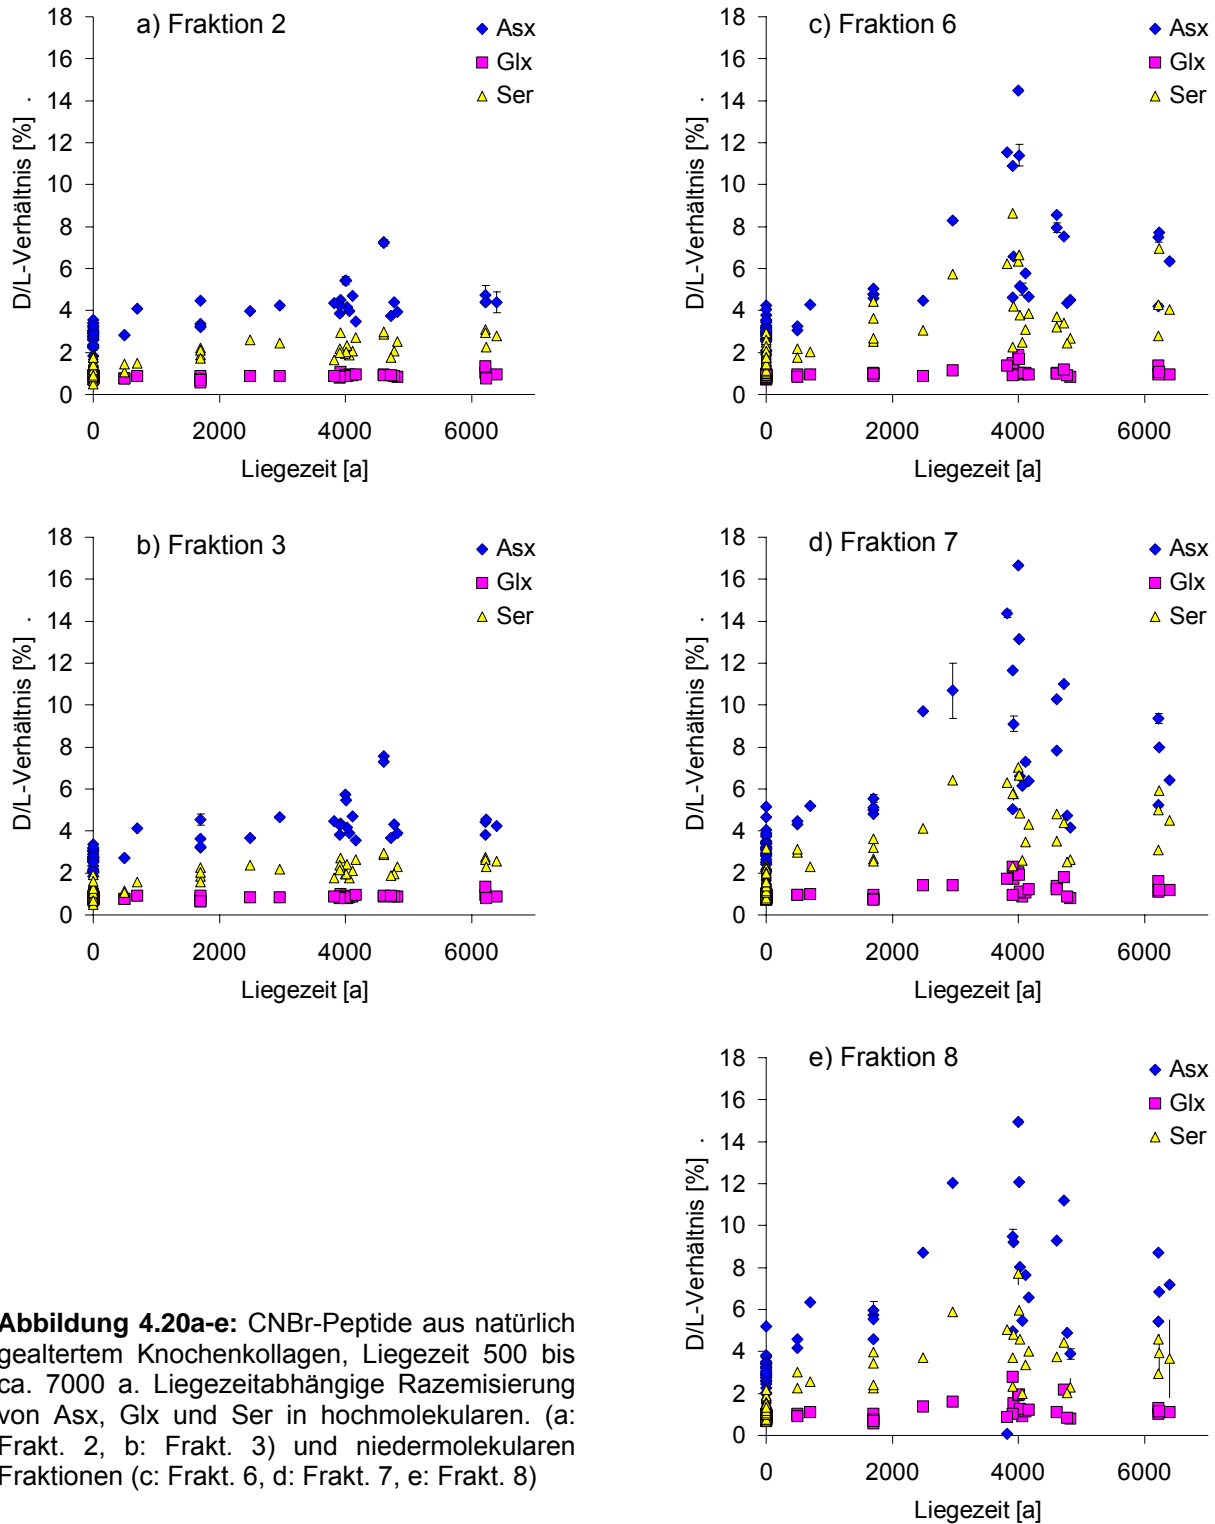 a) Fraktion 2
Asx
Glx
Ser
D/L-Verhältnis [%] .
18
16
14
12
10
8
6
4
2
0
0 2000 4000 6000
Liegezeit [a]
c) Fraktion 6
Asx
Glx
Ser
D/L-Verhältnis [%] .
18
16
14
12
10
8
6
4
2
0
0 2000 4000 6000
Liegezeit [a]
b) Fraktion 3
Asx
Glx
Ser
D/L-Verhältnis [%] .
18
16
14
12
10
8
6
4
2
0
0 2000 4000 6000
Liegezeit [a]
d) Fraktion 7
Asx
Glx
Ser
D/L-Verhältnis [%] .
18
16
14
12
10
8
6
4
2
0
0 2000 4000 6000
Liegezeit [a]
e) Fraktion 8
Asx
Glx
Ser
D/L-Verhältnis [%] .
18
16
14
12
10
8
6
4
2
0
0 2000 4000 6000
Liegezeit [a]
Abbildung 4.20a-e: CNBr-Peptide aus natürlich
gealtertem Knochenkollagen, Liegezeit 500 bis
ca. 7000 a. Liegezeitabhängige Razemisierung
von Asx, Glx und Ser in hochmolekularen. (a:
Frakt. 2, b: Frakt. 3) und niedermolekularen
Fraktionen (c: Frakt. 6, d: Frakt. 7, e: Frakt. 8)